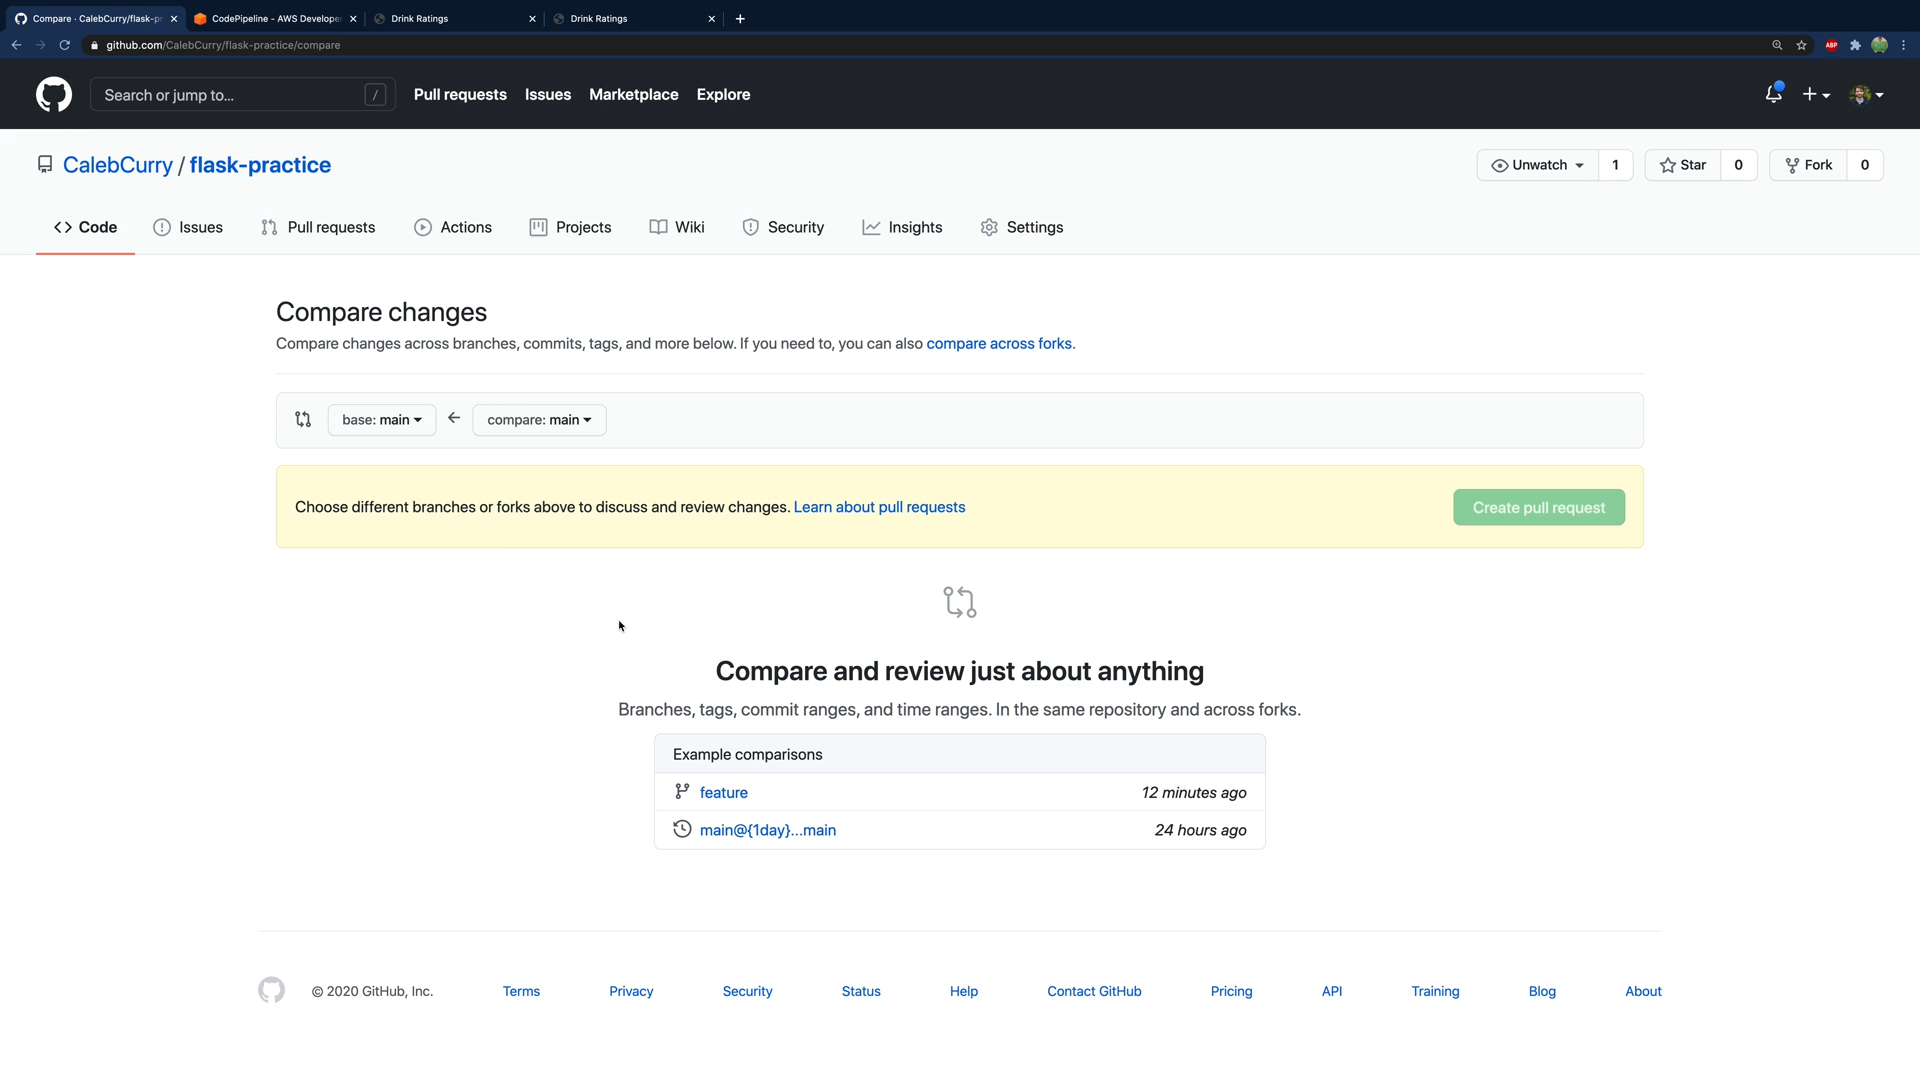 Compare · CalebCurry/flask-pr
CodePipeline - AWS Develope
Drink Ratings
Drink Ratings
github.com/CalebCurry/flask-practice/compare
ABP
Search or jump to...
/
Pull requests
Issues
Marketplace
Explore
CalebCurry / flask-practice
Unwatch
1
Star
0
Fork
0
Code
Issues
Pull requests
Actions
Projects
Wiki
Security
Insights
Settings
Compare changes
Compare changes across branches, commits, tags, and more below. If you need to, you can also compare across forks.
base: main
compare: main
Choose different branches or forks above to discuss and review changes. Learn about pull requests
Create pull request
Compare and review just about anything
Branches, tags, commit ranges, and time ranges. In the same repository and across forks.
Example comparisons
feature
12 minutes ago
main@{1day}...main
24 hours ago
© 2020 GitHub, Inc.
Terms
Privacy
Security
Status
Help
Contact GitHub
Pricing
API
Training
Blog
About